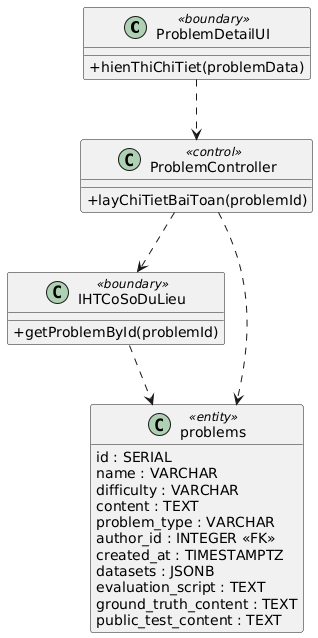 C
«boundary»
ProblemDetailUI
+hienThiChiTiet(problemData)
C
«control»
ProblemController
+layChiTietBaiToan(problemId)
C
«boundary»
IHTCoSoDuLieu
+getProblemById(problemId)
C
«entity»
problems
id : SERIAL
name : VARCHAR
difficulty : VARCHAR
content : TEXT
problem_type : VARCHAR
author_id : INTEGER «FK»
created_at : TIMESTAMPTZ
datasets : JSONB
evaluation_script : TEXT
ground_truth_content : TEXT
public_test_content : TEXT